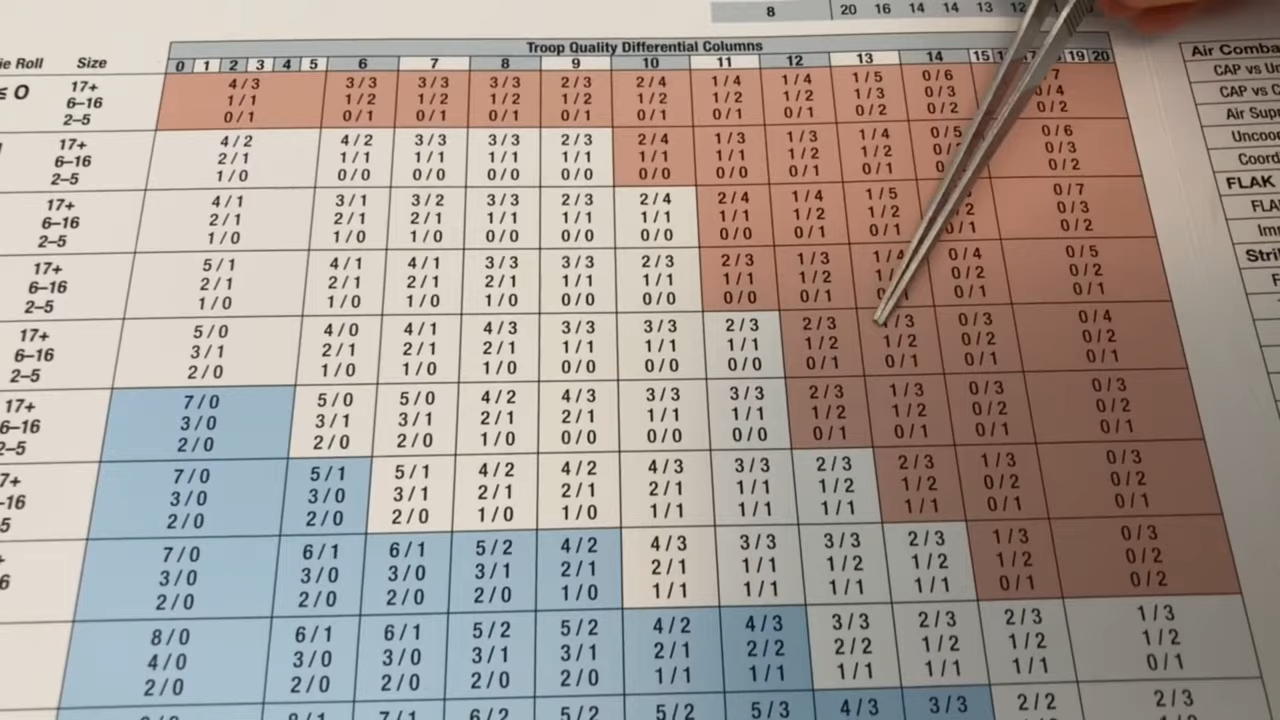 8 20 16 14 14 13 12
Troop Quality Differential Columns
ie Roll Size 0 1 2 3 4 5 6 7 8 9 10 11 12 13 14 15 19 20
≤ 0 17+ 4/3 3/3 3/3 3/3 2/3 2/4 1/4 1/4 1/5 0/6 7
6–16 1/1 1/2 1/2 1/2 1/2 1/2 1/2 1/2 1/3 0/3 0/4
2–5 0/1 0/1 0/1 0/1 0/1 0/1 0/1 0/1 0/2 0/2 0/2
17+ 4/2 4/2 3/3 3/3 2/3 2/4 1/3 1/3 1/4 0/5 0/6
6–16 2/1 1/1 1/1 1/1 1/1 1/1 1/1 1/2 1/2 0/3
2–5 1/0 0/0 0/0 0/0 0/0 0/0 0/0 0/1 0/1 0/2
17+ 4/1 3/1 3/2 3/3 2/3 2/4 2/4 1/4 1/5 0/7
6–16 2/1 2/1 2/1 1/1 1/1 1/1 1/1 1/2 1/2 /2 0/3
2–5 1/0 1/0 1/0 0/0 0/0 0/0 0/0 0/1 0/1 0/1 0/2
17+ 5/1 4/1 4/1 3/3 3/3 2/3 2/3 1/3 1/4 0/4 0/5
6–16 2/1 2/1 2/1 2/1 1/1 1/1 1/1 1/2 1/ 0/2 0/2
2–5 1/0 1/0 1/0 1/0 0/0 0/0 0/0 0/1 0/1 0/1
17+ 5/0 4/0 4/1 4/3 3/3 3/3 2/3 2/3 /3 0/3 0/4
6–16 3/1 2/1 2/1 2/1 1/1 1/1 1/1 1/2 1/2 0/2 0/2
2–5 2/0 1/0 1/0 1/0 0/0 0/0 0/0 0/1 0/1 0/1 0/1
17+ 7/0 5/0 5/0 4/2 4/3 3/3 3/3 2/3 1/3 0/3 0/3
6–16 3/0 3/1 3/1 2/1 2/1 1/1 1/1 1/2 1/2 0/2 0/2
2–5 2/0 2/0 2/0 1/0 0/0 0/0 0/0 0/1 0/1 0/1 0/1
7+ 7/0 5/1 5/1 4/2 4/2 4/3 3/3 2/3 2/3 1/3 0/3
–16 3/0 3/0 3/1 2/1 2/1 2/1 1/1 1/2 1/2 0/2 0/2
5 2/0 2/0 2/0 1/0 1/0 1/1 1/1 1/1 1/1 0/1 0/1
7/0 6/1 6/1 5/2 4/2 4/3 3/3 3/3 2/3 1/3 0/3
6 3/0 3/0 3/0 3/1 2/1 2/1 1/1 1/2 1/2 1/2 0/2
2/0 2/0 2/0 2/0 1/0 1/1 1/1 1/1 1/1 0/1 0/2
8/0 6/1 6/1 5/2 5/2 4/2 4/3 3/3 2/3 2/3 1/3
4/0 3/0 3/0 3/1 3/1 2/1 2/2 2/2 1/2 1/2 1/2
2/0 2/0 2/0 2/0 2/0 1/1 1/1 1/1 1/1 1/1 0/1
7/1 6/2 5/2 5/2 5/3 4/3 3/3 2/2 2/3
Air Comba
CAP vs Un
CAP vs C
Air Sup
Uncoo
Coord
FLAK
FLA
Im
Stri
F